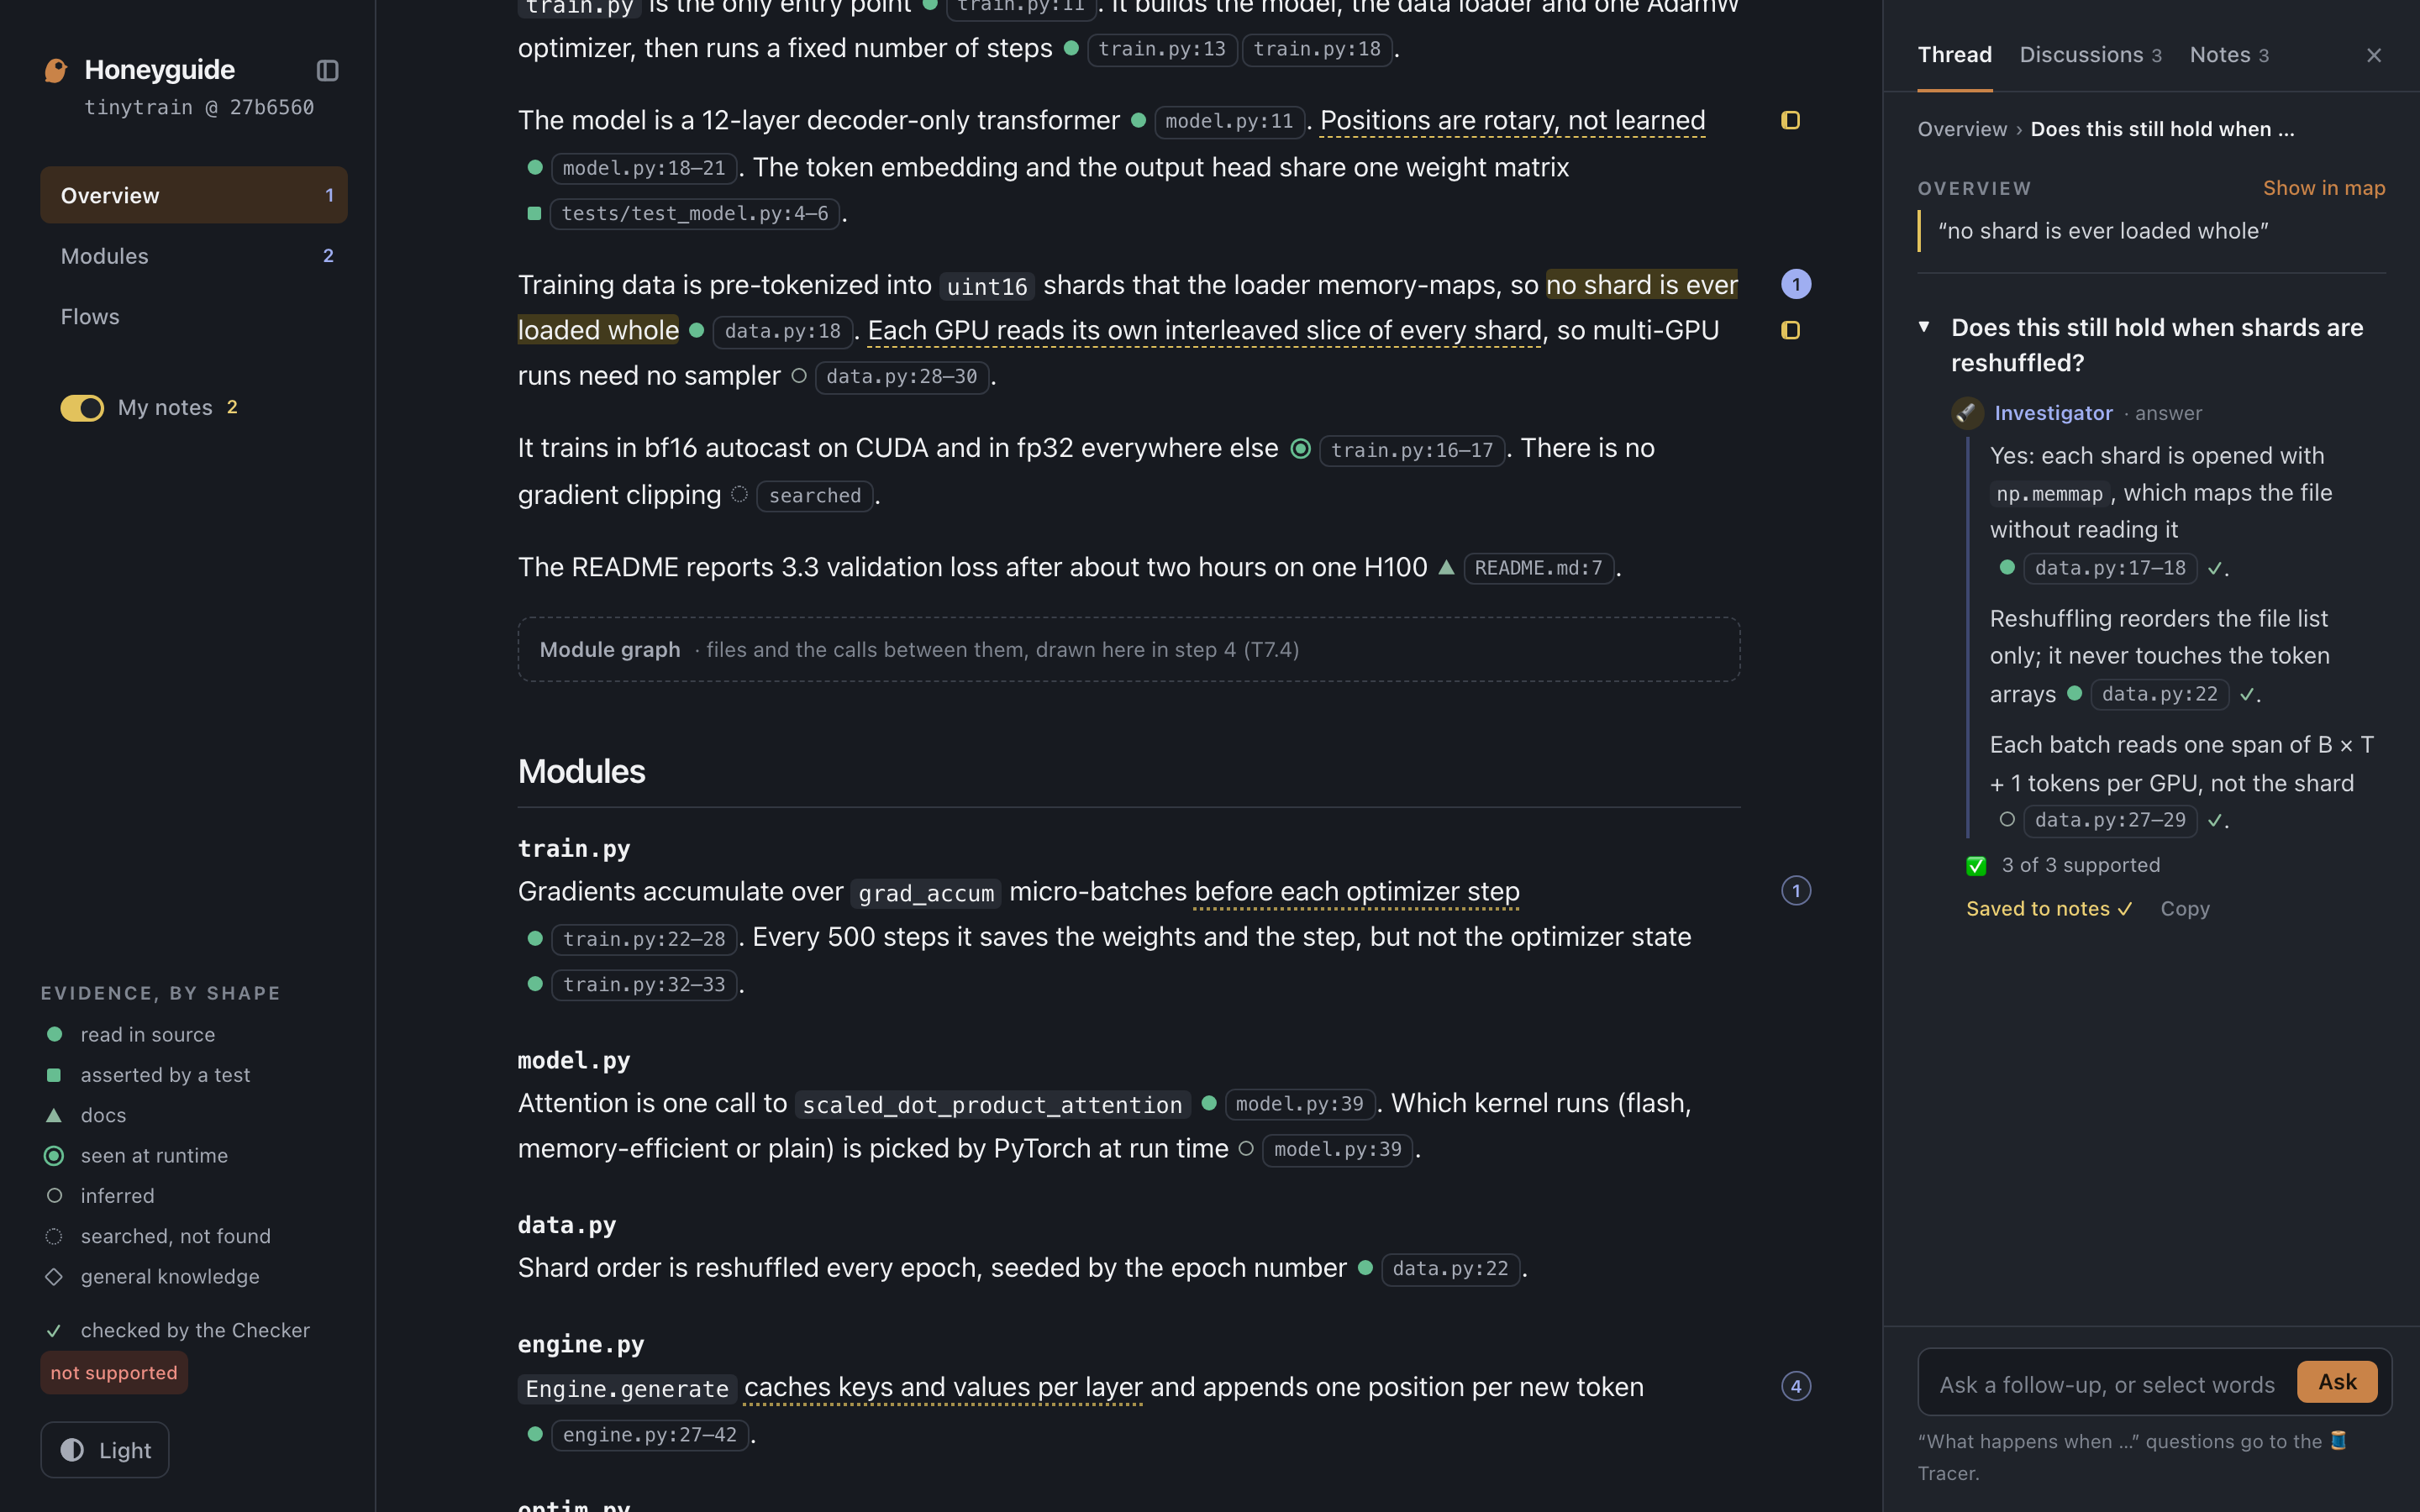 Honeyguide
tinytrain @ 27b6560
Overview 1
Modules 2
Flows
My notes 2
EVIDENCE, BY SHAPE
read in source
asserted by a test
docs
seen at runtime
inferred
searched, not found
general knowledge
✓ checked by the Checker
not supported
Light
train.py is the only entry point train.py:11. It builds the model, the data loader and one AdamW
optimizer, then runs a fixed number of steps train.py:13 train.py:18.
The model is a 12-layer decoder-only transformer model.py:11. Positions are rotary, not learned
model.py:18–21. The token embedding and the output head share one weight matrix
tests/test_model.py:4–6.
Training data is pre-tokenized into uint16 shards that the loader memory-maps, so no shard is ever 1
loaded whole data.py:18. Each GPU reads its own interleaved slice of every shard, so multi-GPU
runs need no sampler data.py:28–30.
It trains in bf16 autocast on CUDA and in fp32 everywhere else train.py:16–17. There is no
gradient clipping searched.
The README reports 3.3 validation loss after about two hours on one H100 README.md:7.
Module graph · files and the calls between them, drawn here in step 4 (T7.4)
Modules
train.py
Gradients accumulate over grad_accum micro-batches before each optimizer step 1
train.py:22–28. Every 500 steps it saves the weights and the step, but not the optimizer state
train.py:32–33.
model.py
Attention is one call to scaled_dot_product_attention model.py:39. Which kernel runs (flash,
memory-efficient or plain) is picked by PyTorch at run time model.py:39.
data.py
Shard order is reshuffled every epoch, seeded by the epoch number data.py:22.
engine.py
Engine.generate caches keys and values per layer and appends one position per new token 4
engine.py:27–42.
optim.py
Thread Discussions 3 Notes 3 ×
Overview › Does this still hold when ...
OVERVIEW Show in map
“no shard is ever loaded whole”
Does this still hold when shards are
reshuffled?
Investigator · answer
Yes: each shard is opened with
np.memmap, which maps the file
without reading it
data.py:17–18 ✓.
Reshuffling reorders the file list
only; it never touches the token
arrays data.py:22 ✓.
Each batch reads one span of B × T
+ 1 tokens per GPU, not the shard
data.py:27–29 ✓.
✅ 3 of 3 supported
Saved to notes ✓ Copy
Ask a follow-up, or select words Ask
“What happens when …” questions go to the 🧵
Tracer.